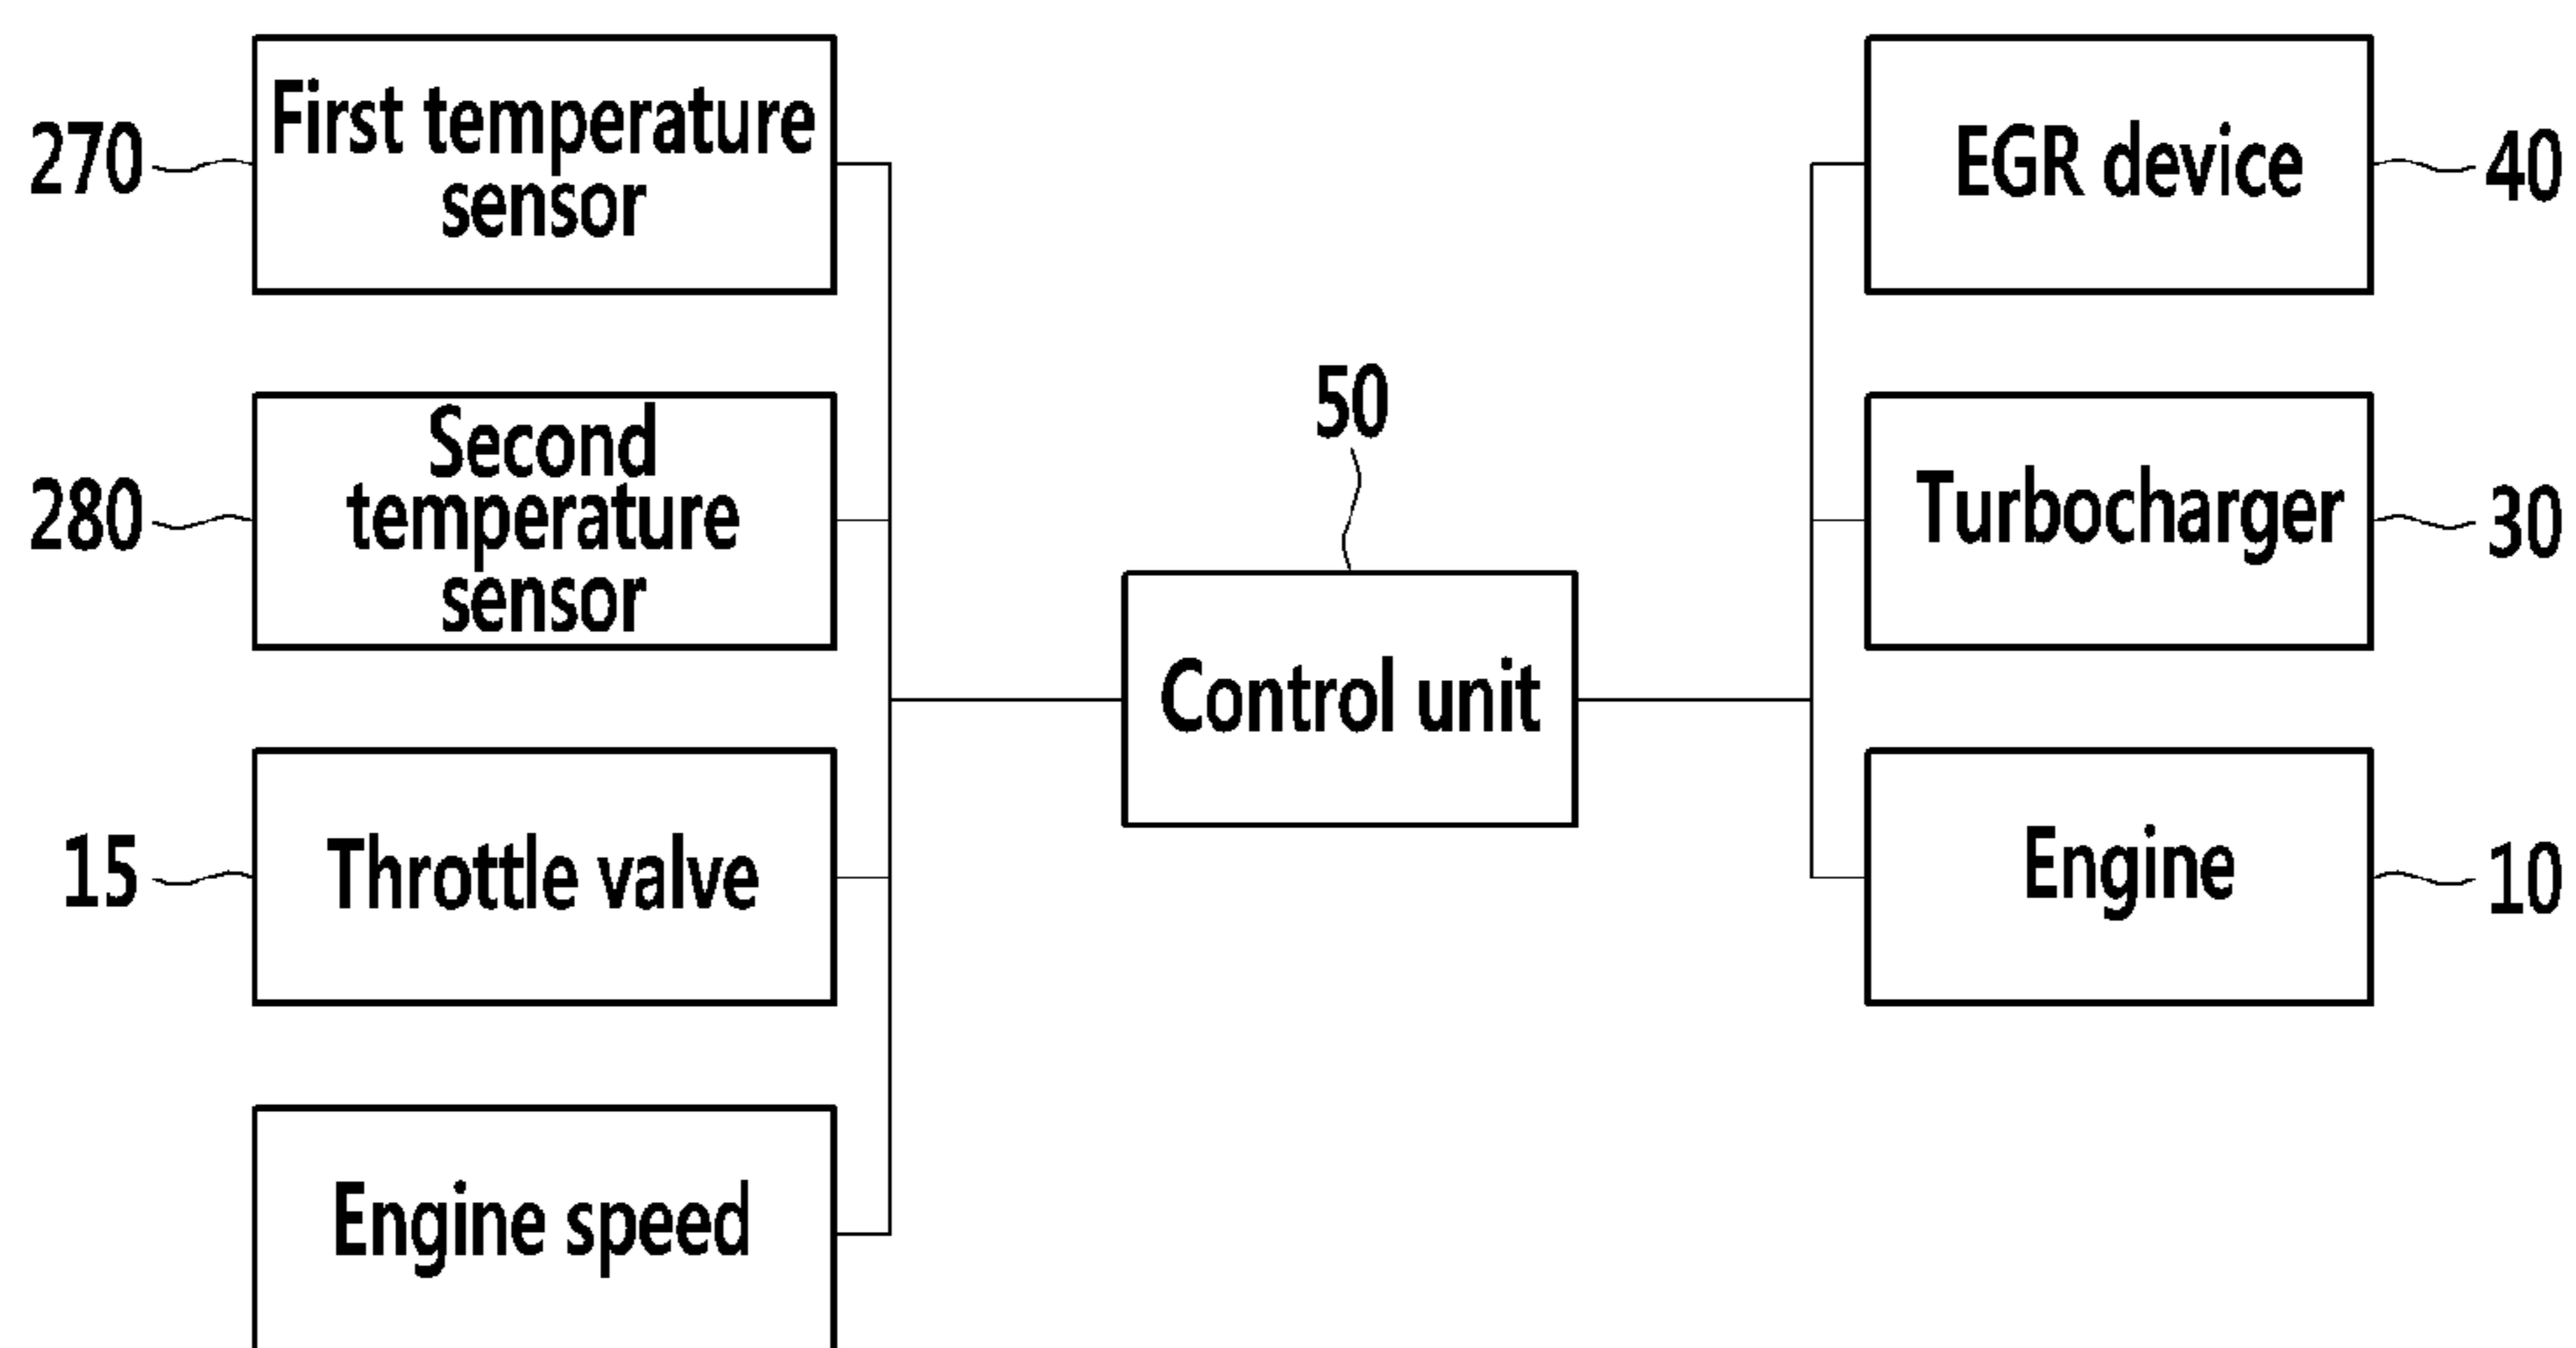 270
First temperature
sensor
280
Second
temperature
sensor
15
Throttle valve
Engine speed
50
Control unit
EGR device
40
Turbocharger
30
Engine
10